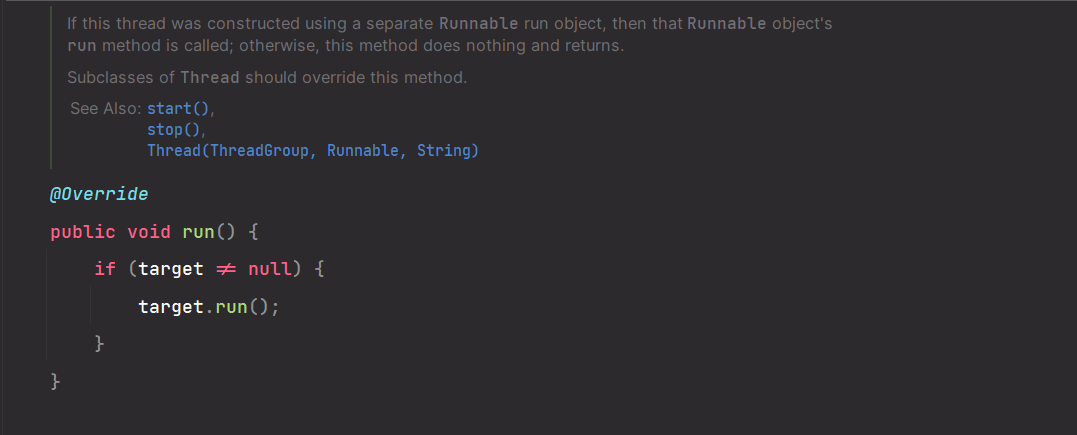 If this thread was constructed using a separate Runnable run object, then that Runnable object's
run method is called; otherwise, this method does nothing and returns.
Subclasses of Thread should override this method.
See Also: start(),
stop(),
Thread(ThreadGroup, Runnable, String)
@Override
public void run() {
if (target ≠ null) {
target.run();
}
}